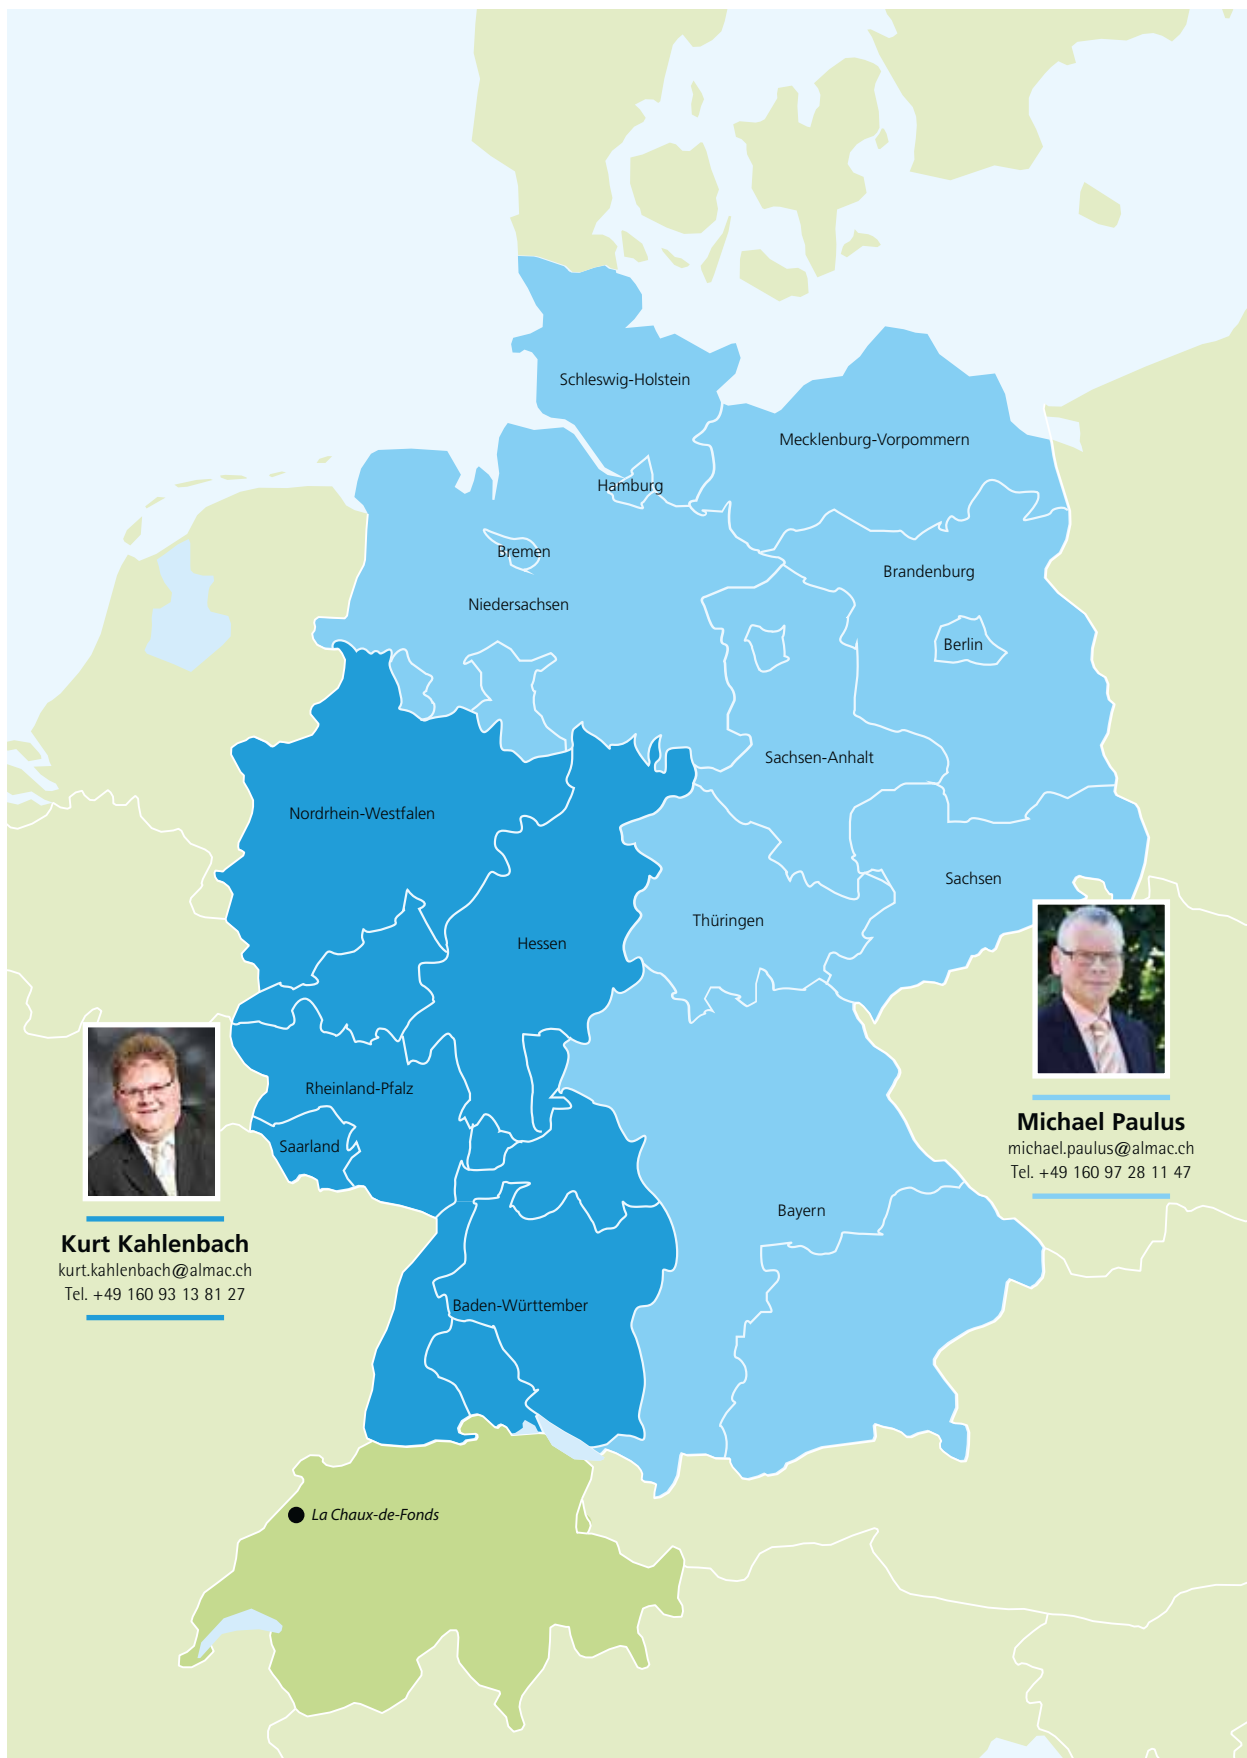 Schleswig-Holstein
Mecklenburg-Vorpommern
Hamburg
Bremen
Brandenburg
Niedersachsen
Berlin
Sachsen-Anhalt
Nordrhein-Westfalen
Sachsen
Thüringen
Hessen
Rheinland-Pfalz
Saarland
Michael Paulus
michael.paulus@almac.ch
Tel. +49 160 97 28 11 47
Bayern
Kurt Kahlenbach
kurt.kahlenbach@almac.ch
Tel. +49 160 93 13 81 27
Baden-Württember
La Chaux-de-Fonds